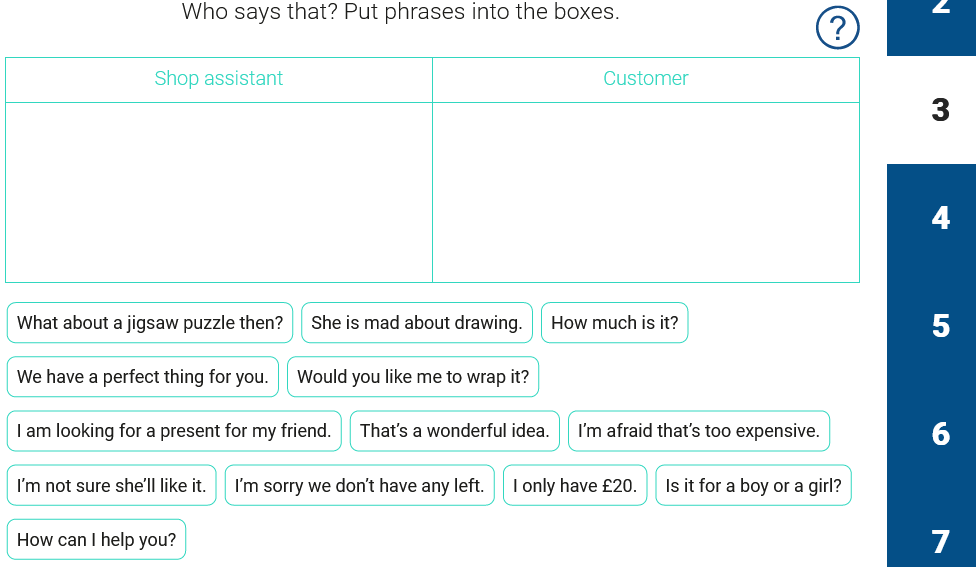 Who says that? Put phrases into the boxes.
?
2
Shop assistant
Customer
3
4
What about a jigsaw puzzle then?
She is mad about drawing.
How much is it?
5
We have a perfect thing for you.
Would you like me to wrap it?
I am looking for a present for my friend.
That’s a wonderful idea.
I’m afraid that’s too expensive.
6
I’m not sure she’ll like it.
I’m sorry we don’t have any left.
I only have £20.
Is it for a boy or a girl?
How can I help you?
7